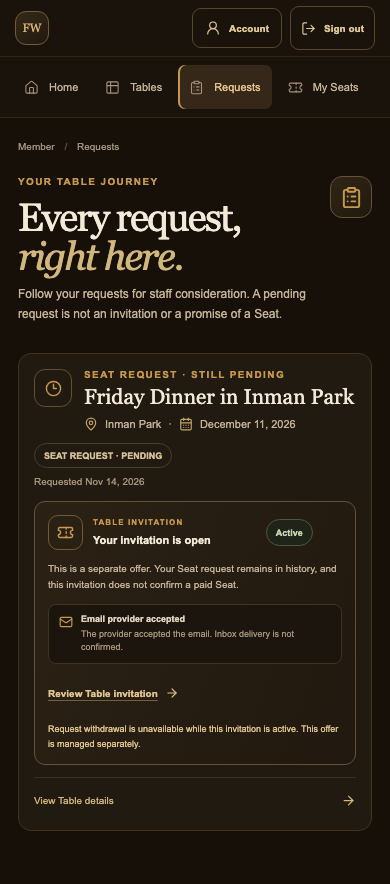 FW
Account
Sign out
Home
Tables
Requests
My Seats
Member / Requests
YOUR TABLE JOURNEY
Every request,
right here.
Follow your requests for staff consideration. A pending
request is not an invitation or a promise of a Seat.
SEAT REQUEST · STILL PENDING
Friday Dinner in Inman Park
Inman Park · December 11, 2026
SEAT REQUEST · PENDING
Requested Nov 14, 2026
TABLE INVITATION
Your invitation is open
Active
This is a separate offer. Your Seat request remains in history, and
this invitation does not confirm a paid Seat.
Email provider accepted
The provider accepted the email. Inbox delivery is not
confirmed.
Review Table invitation
Request withdrawal is unavailable while this invitation is active. This offer
is managed separately.
View Table details